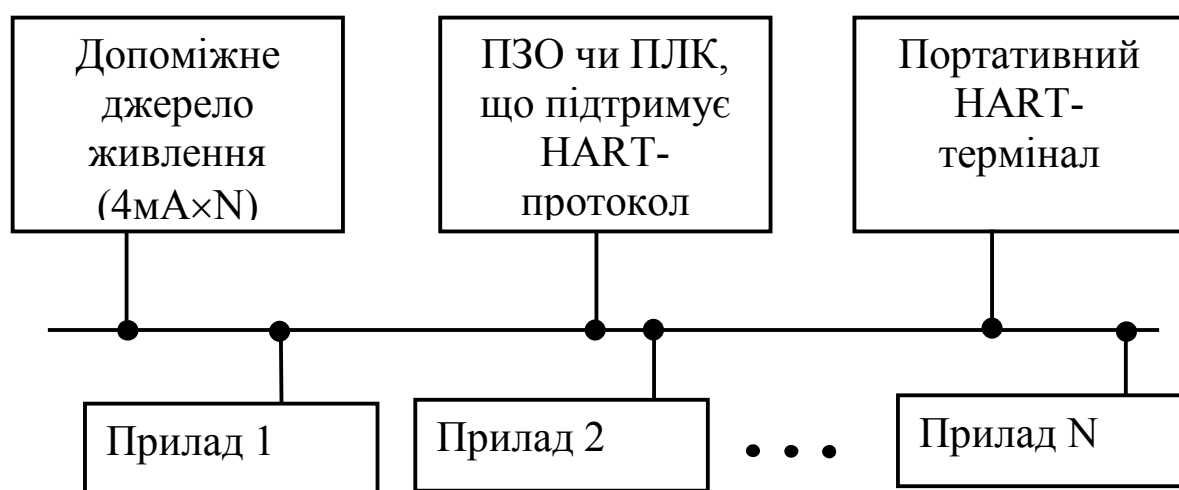 Допоміжне
джерело
живлення
(4мА×N)
ПЗО чи ПЛК,
що підтримує
HART-
протокол
Портативний
HART-
термінал
Прилад 1
Прилад 2
• • •
Прилад N